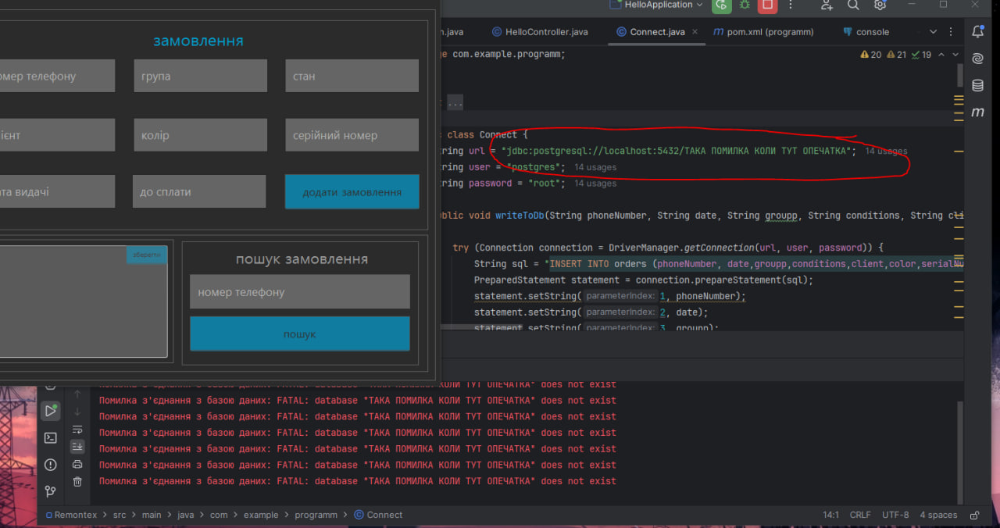 замовлення
омер телефону
група
стан
ієнт
колір
серійний номер
та видачі
до сплати
додати замовлення
зберегти
пошук замовлення
номер телефону
пошук
HelloApplication
n.java
HelloController.java
Connect.java
pom.xml (programm)
console
ge com.example.programm;
20 21 19
...
c class Connect {
tring url = "jdbc:postgresql://localhost:5432/ТАКА ПОМИЛКА КОЛИ ТУТ ОПЕЧАТКА"; 14 usages
tring user = "postgres"; 14 usages
tring password = "root"; 14 usages
blic void writeToDb(String phoneNumber, String date, String groupp, String conditions, String cli
try (Connection connection = DriverManager.getConnection(url, user, password)) {
String sql = "INSERT INTO orders (phoneNumber, date,groupp,conditions,client,color,serialNu
PreparedStatement statement = connection.prepareStatement(sql);
statement.setString( parameterIndex: 1, phoneNumber);
statement.setString( parameterIndex: 2, date);
statement.setString( parameterIndex: 3, groupp);
Помилка з'єднання з базою даних: FATAL: database "ТАКА ПОМИЛКА КОЛИ ТУТ ОПЕЧАТКА" does not exist
Помилка з'єднання з базою даних: FATAL: database "ТАКА ПОМИЛКА КОЛИ ТУТ ОПЕЧАТКА" does not exist
Помилка з'єднання з базою даних: FATAL: database "ТАКА ПОМИЛКА КОЛИ ТУТ ОПЕЧАТКА" does not exist
Помилка з'єднання з базою даних: FATAL: database "ТАКА ПОМИЛКА КОЛИ ТУТ ОПЕЧАТКА" does not exist
Помилка з'єднання з базою даних: FATAL: database "ТАКА ПОМИЛКА КОЛИ ТУТ ОПЕЧАТКА" does not exist
Помилка з'єднання з базою даних: FATAL: database "ТАКА ПОМИЛКА КОЛИ ТУТ ОПЕЧАТКА" does not exist
Помилка з'єднання з базою даних: FATAL: database "ТАКА ПОМИЛКА КОЛИ ТУТ ОПЕЧАТКА" does not exist
Remontex > src > main > java > com > example > programm > Connect
14:1 CRLF UTF-8 4 spaces